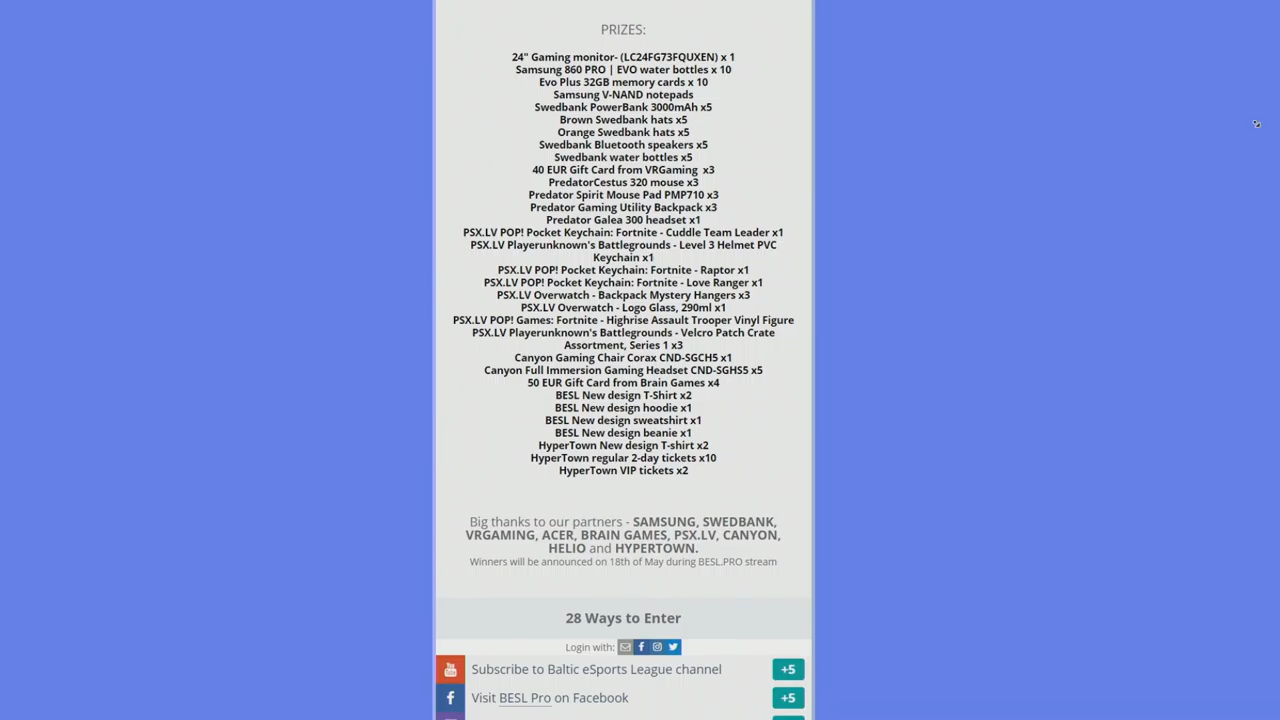 PRIZES:
24" Gaming monitor- (LC24FG73FQUXEN) x 1
Samsung 860 PRO | EVO water bottles x 10
Evo Plus 32GB memory cards x 10
Samsung V-NAND notepads
Swedbank PowerBank 3000mAh x5
Brown Swedbank hats x5
Orange Swedbank hats x5
Swedbank Bluetooth speakers x5
Swedbank water bottles x5
40 EUR Gift Card from VRGaming  x3
PredatorCestus 320 mouse x3
Predator Spirit Mouse Pad PMP710 x3
Predator Gaming Utility Backpack x3
Predator Galea 300 headset x1
PSX.LV POP! Pocket Keychain: Fortnite - Cuddle Team Leader x1
PSX.LV Playerunknown's Battlegrounds - Level 3 Helmet PVC
Keychain x1
PSX.LV POP! Pocket Keychain: Fortnite - Raptor x1
PSX.LV POP! Pocket Keychain: Fortnite - Love Ranger x1
PSX.LV Overwatch - Backpack Mystery Hangers x3
PSX.LV Overwatch - Logo Glass, 290ml x1
PSX.LV POP! Games: Fortnite - Highrise Assault Trooper Vinyl Figure
PSX.LV Playerunknown's Battlegrounds - Velcro Patch Crate
Assortment, Series 1 x3
Canyon Gaming Chair Corax CND-SGCH5 x1
Canyon Full Immersion Gaming Headset CND-SGHS5 x5
50 EUR Gift Card from Brain Games x4
BESL New design T-Shirt x2
BESL New design hoodie x1
BESL New design sweatshirt x1
BESL New design beanie x1
HyperTown New design T-shirt x2
HyperTown regular 2-day tickets x10
HyperTown VIP tickets x2
Big thanks to our partners - SAMSUNG, SWEDBANK,
VRGAMING, ACER, BRAIN GAMES, PSX.LV, CANYON,
HELIO and HYPERTOWN.
Winners will be announced on 18th of May during BESL.PRO stream
28 Ways to Enter
Login with:
Subscribe to Baltic eSports League channel +5
Visit BESL Pro on Facebook +5